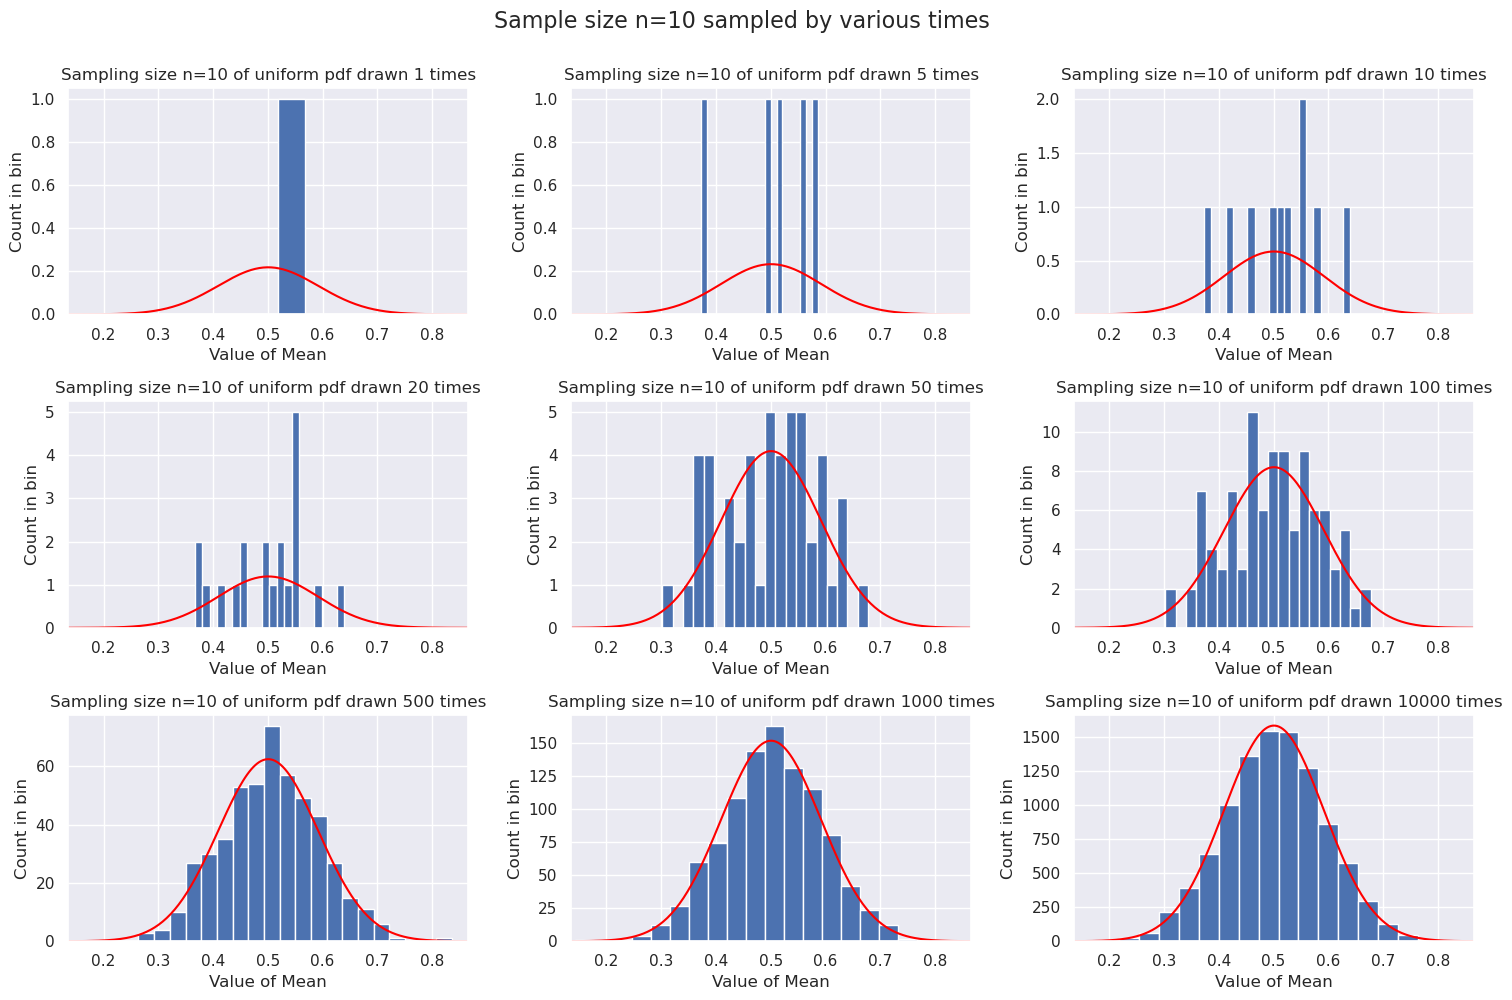 Sample size n=10 sampled by various times
Sampling size n=10 of uniform pdf drawn 1 times
Count in bin
1.0
0.8
0.6
0.4
0.2
0.0
0.2 0.3 0.4 0.5 0.6 0.7 0.8
Value of Mean
Sampling size n=10 of uniform pdf drawn 5 times
Count in bin
1.0
0.8
0.6
0.4
0.2
0.0
0.2 0.3 0.4 0.5 0.6 0.7 0.8
Value of Mean
Sampling size n=10 of uniform pdf drawn 10 times
Count in bin
2.0
1.5
1.0
0.5
0.0
0.2 0.3 0.4 0.5 0.6 0.7 0.8
Value of Mean
Sampling size n=10 of uniform pdf drawn 20 times
Count in bin
5
4
3
2
1
0
0.2 0.3 0.4 0.5 0.6 0.7 0.8
Value of Mean
Sampling size n=10 of uniform pdf drawn 50 times
Count in bin
5
4
3
2
1
0
0.2 0.3 0.4 0.5 0.6 0.7 0.8
Value of Mean
Sampling size n=10 of uniform pdf drawn 100 times
Count in bin
10
8
6
4
2
0
0.2 0.3 0.4 0.5 0.6 0.7 0.8
Value of Mean
Sampling size n=10 of uniform pdf drawn 500 times
Count in bin
60
40
20
0
0.2 0.3 0.4 0.5 0.6 0.7 0.8
Value of Mean
Sampling size n=10 of uniform pdf drawn 1000 times
Count in bin
150
125
100
75
50
25
0
0.2 0.3 0.4 0.5 0.6 0.7 0.8
Value of Mean
Sampling size n=10 of uniform pdf drawn 10000 times
Count in bin
1500
1250
1000
750
500
250
0
0.2 0.3 0.4 0.5 0.6 0.7 0.8
Value of Mean